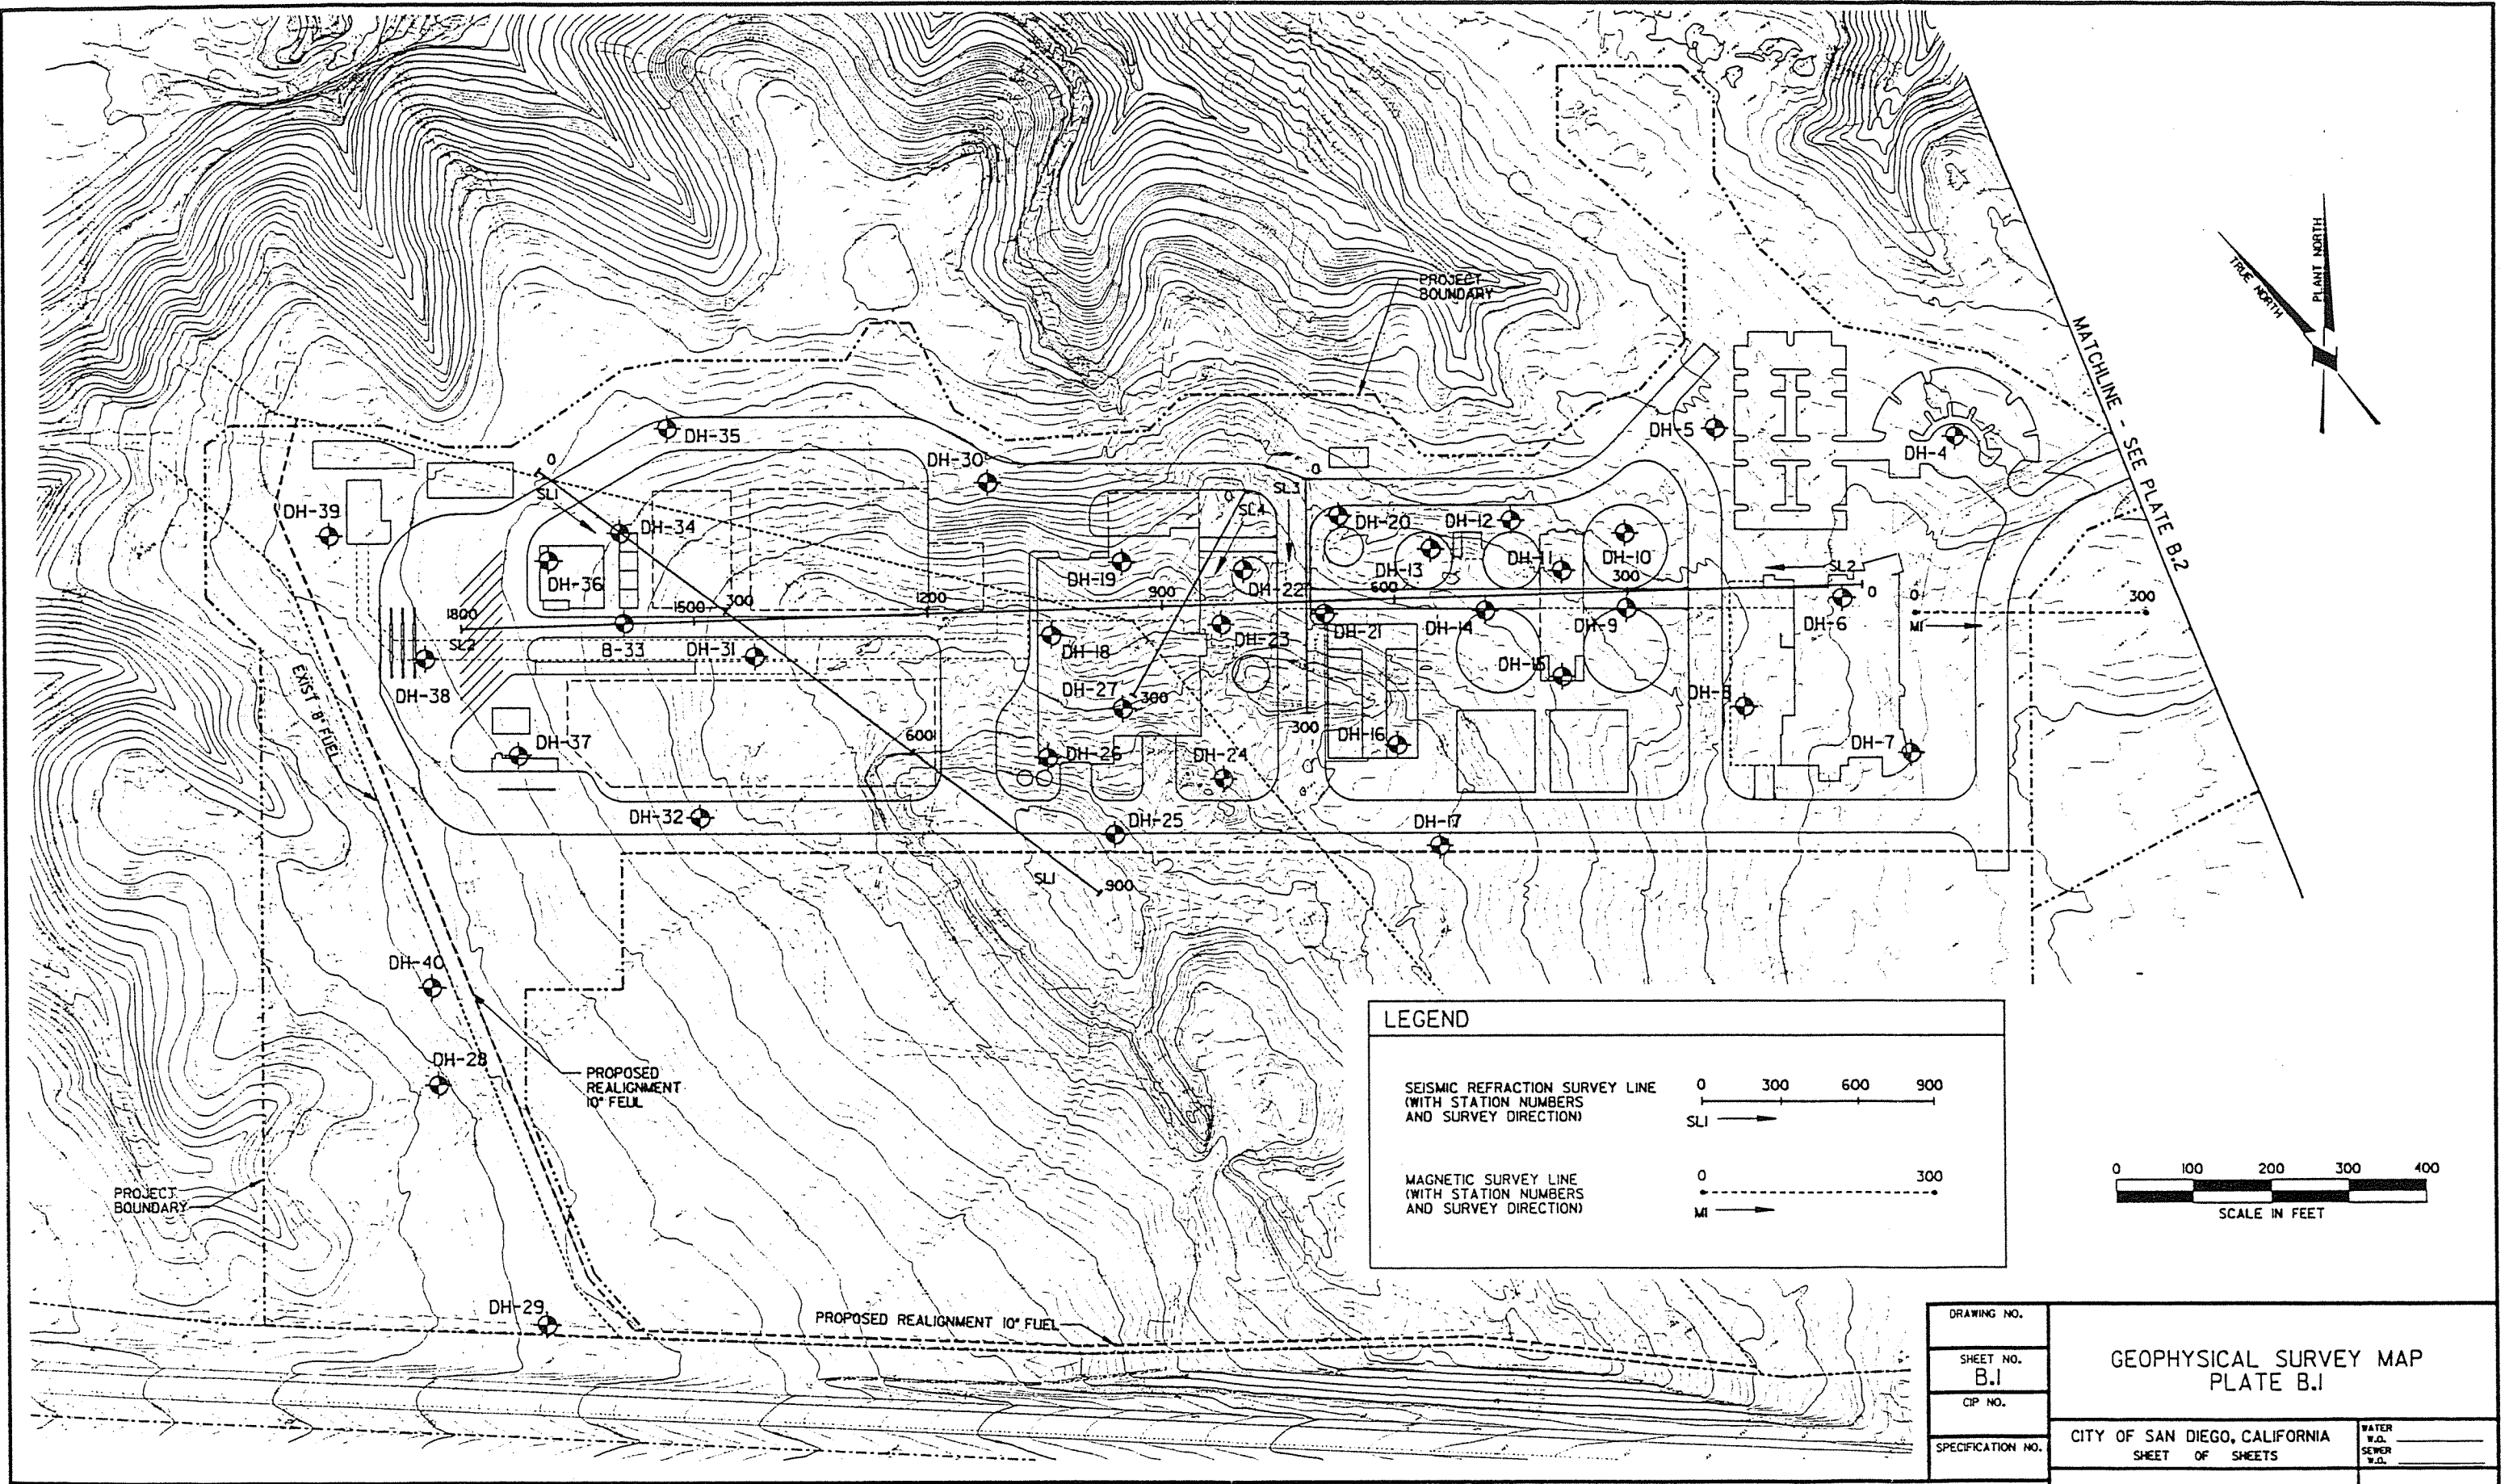 PROJECT
BOUNDARY
TRUE NORTH
PLANT NORTH
MATCHLINE - SEE PLATE B.2
DH-35
DH-5
DH-4
0
SL1
DH-30
0
SL3
0
SL4
DH-39
DH-34
DH-20
DH-12
DH-36
DH-19
DH-22
DH-13
DH-11
DH-10
300
SL2
0
0
300
M1
1800
SL2
1500
300
1200
900
600
B-33
DH-31
DH-18
DH-23
DH-21
DH-14
DH-9
DH-6
DH-38
DH-27
300
DH-15
DH-8
EXIST 8" FUEL
DH-37
600
DH-26
DH-24
300
DH-16
DH-7
DH-32
DH-25
DH-17
SL1
900
DH-40
DH-28
PROPOSED
REALIGNMENT
10" FEUL
PROJECT
BOUNDARY
DH-29
PROPOSED REALIGNMENT 10" FUEL
LEGEND
SEISMIC REFRACTION SURVEY LINE
(WITH STATION NUMBERS
AND SURVEY DIRECTION)
0 300 600 900
SL1
MAGNETIC SURVEY LINE
(WITH STATION NUMBERS
AND SURVEY DIRECTION)
0 300
M1
0 100 200 300 400
SCALE IN FEET
DRAWING NO.
SHEET NO.
B.1
CIP NO.
SPECIFICATION NO.
GEOPHYSICAL SURVEY MAP
PLATE B.1
CITY OF SAN DIEGO, CALIFORNIA
SHEET OF SHEETS
WATER
W.O.
SEWER
W.O.